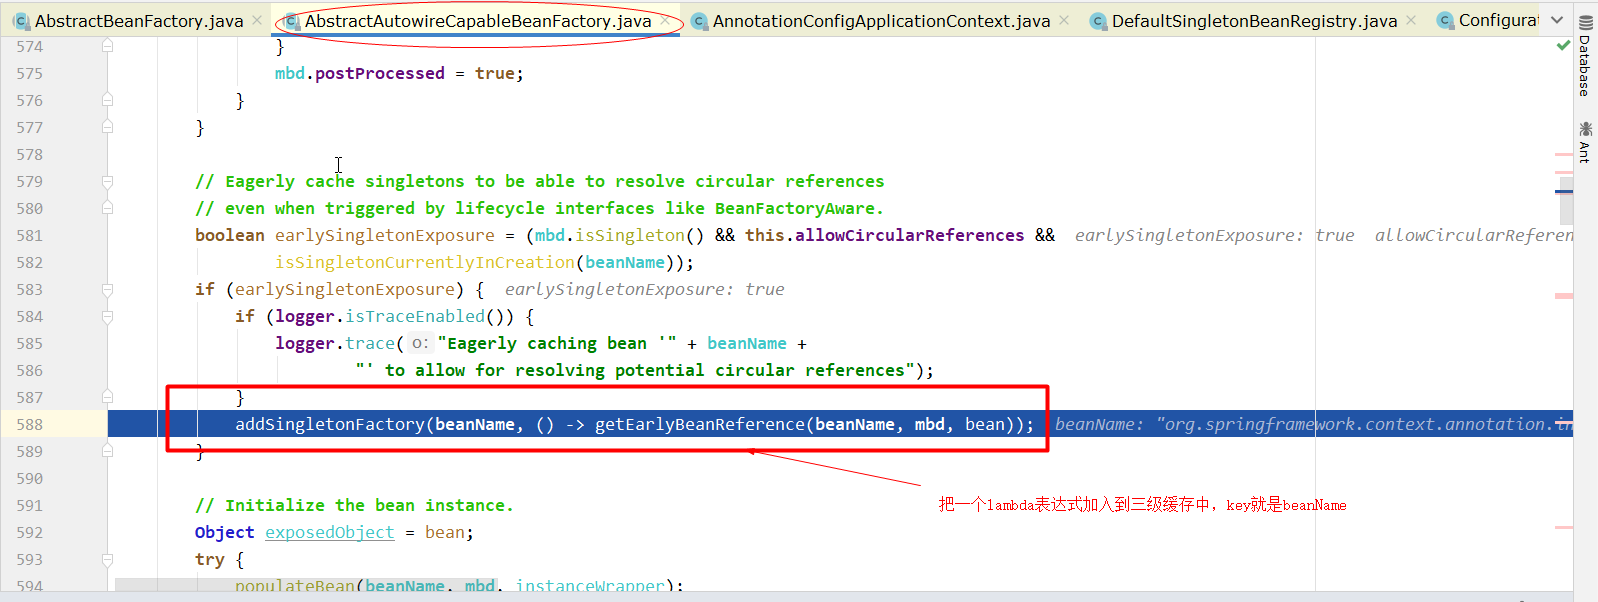 AbstractBeanFactory.java
AbstractAutowireCapableBeanFactory.java
AnnotationConfigApplicationContext.java
DefaultSingletonBeanRegistry.java
Configurat
574 }
575 mbd.postProcessed = true;
576 }
577 }
578
579 // Eagerly cache singletons to be able to resolve circular references
580 // even when triggered by lifecycle interfaces like BeanFactoryAware.
581 boolean earlySingletonExposure = (mbd.isSingleton() && this.allowCircularReferences && earlySingletonExposure: true allowCircularReferen
582 isSingletonCurrentlyInCreation(beanName));
583 if (earlySingletonExposure) { earlySingletonExposure: true
584 if (logger.isTraceEnabled()) {
585 logger.trace( o: "Eagerly caching bean '" + beanName +
586 "' to allow for resolving potential circular references");
587 }
588 addSingletonFactory(beanName, () -> getEarlyBeanReference(beanName, mbd, bean)); beanName: "org.springframework.context.annotation.in
589 }
590
把一个lambda表达式加入到三级缓存中，key就是beanName
591 // Initialize the bean instance.
592 Object exposedObject = bean;
593 try {
594 populateBean(beanName, mbd, instanceWrapper);
Database
Ant